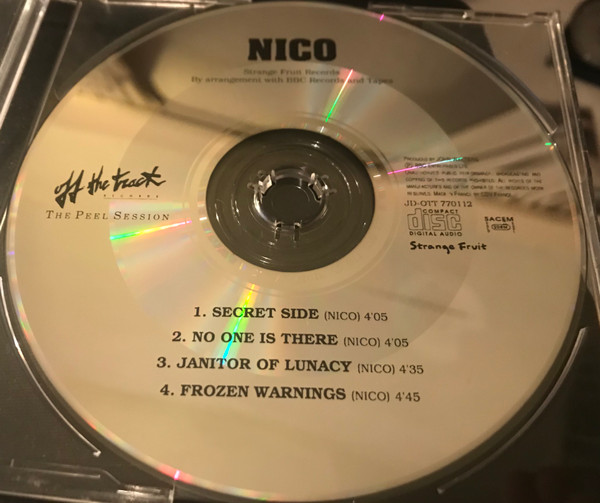 NICO
Strange Fruit Records
By arrangement with BBC Records and Tapes
off the track
RECORDS
THE PEEL SESSION
JD-OTT 770112
COMPACT
disc
DIGITAL AUDIO
SACEM
Strange Fruit
1. SECRET SIDE (NICO) 4'05
2. NO ONE IS THERE (NICO) 4'05
3. JANITOR OF LUNACY (NICO) 4'35
4. FROZEN WARNINGS (NICO) 4'45